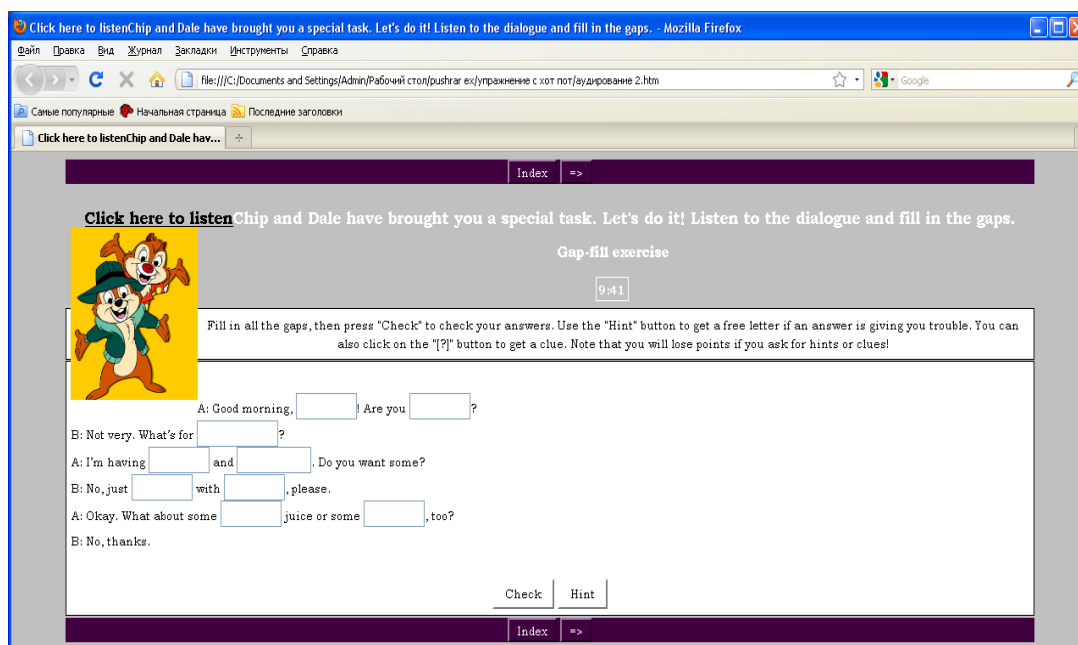 Click here to listenChip and Dale have brought you a special task. Let's do it! Listen to the dialogue and fill in the gaps. - Mozilla Firefox
Файл Правка Вид Журнал Закладки Инструменты Справка
file:///C:/Documents and Settings/Admin/Рабочий стол/pushrar ex/упражнение с хот пот/аудирование 2.htm
Google
Самые популярные Начальная страница Последние заголовки
Click here to listenChip and Dale hav...
Index =>
Click here to listenChip and Dale have brought you a special task. Let's do it! Listen to the dialogue and fill in the gaps.
Gap-fill exercise
9:41
Fill in all the gaps, then press "Check" to check your answers. Use the "Hint" button to get a free letter if an answer is giving you trouble. You can
also click on the "[?]" button to get a clue. Note that you will lose points if you ask for hints or clues!
A: Good morning, ! Are you ?
B: Not very. What's for ?
A: I'm having and . Do you want some?
B: No, just with , please.
A: Okay. What about some juice or some , too?
B: No, thanks.
Check Hint
Index =>